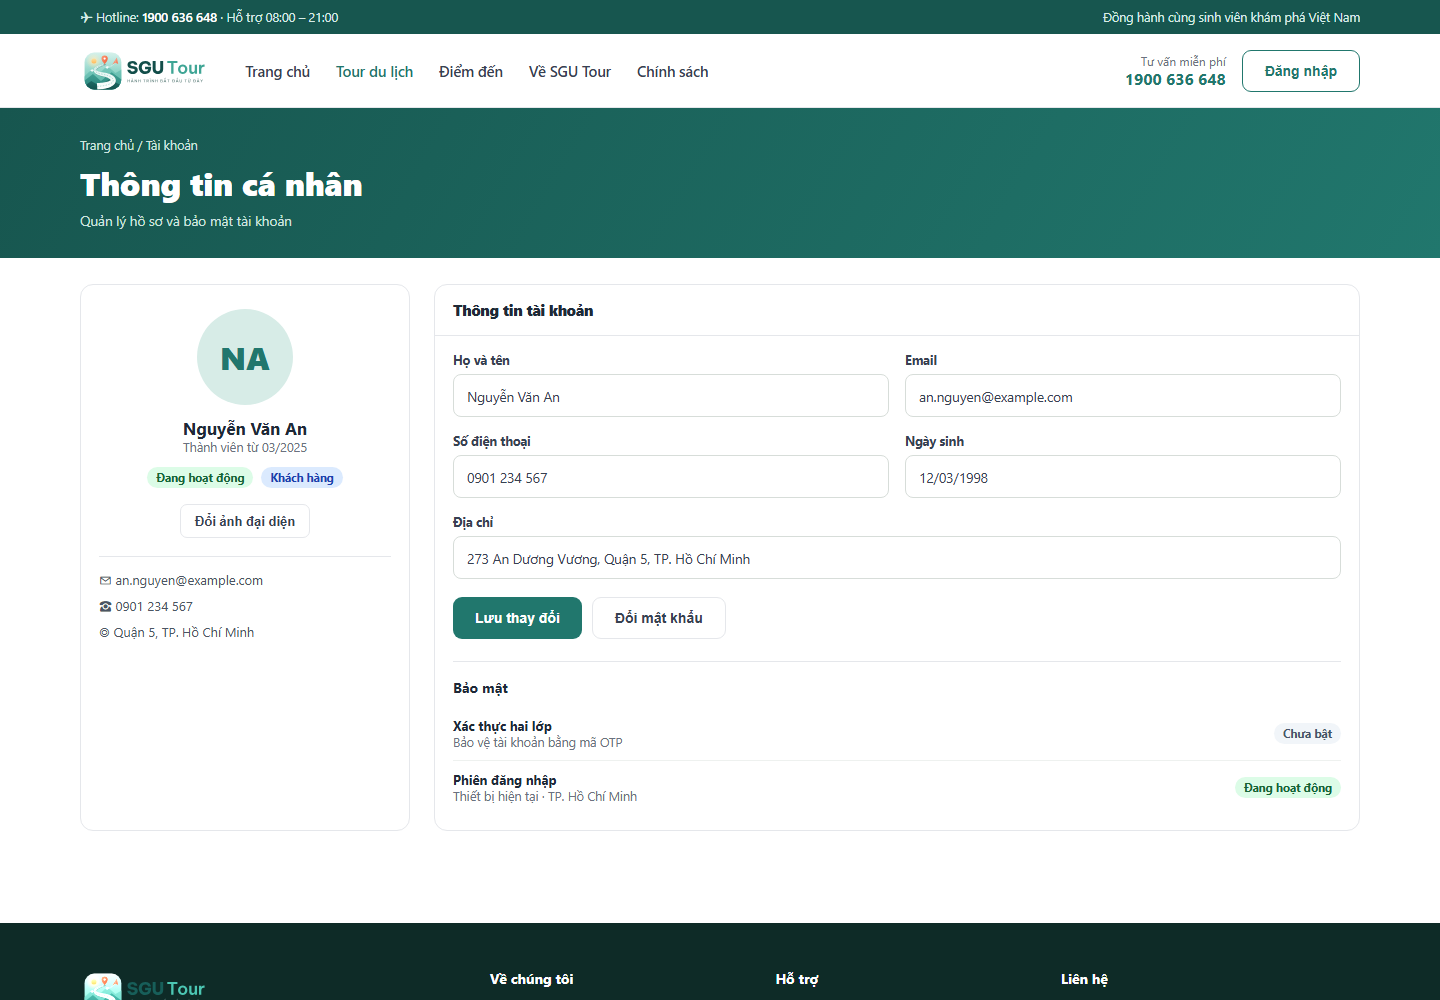 ✈ Hotline: 1900 636 648 · Hỗ trợ 08:00 – 21:00
Đồng hành cùng sinh viên khám phá Việt Nam
SGU Tour
HÀNH TRÌNH BẮT ĐẦU TỪ ĐÂY
Trang chủ
Tour du lịch
Điểm đến
Về SGU Tour
Chính sách
Tư vấn miễn phí
1900 636 648
Đăng nhập
Trang chủ / Tài khoản
Thông tin cá nhân
Quản lý hồ sơ và bảo mật tài khoản
NA
Nguyễn Văn An
Thành viên từ 03/2025
Đang hoạt động
Khách hàng
Đổi ảnh đại diện
✉ an.nguyen@example.com
☎ 0901 234 567
◎ Quận 5, TP. Hồ Chí Minh
Thông tin tài khoản
Họ và tên
Nguyễn Văn An
Email
an.nguyen@example.com
Số điện thoại
0901 234 567
Ngày sinh
12/03/1998
Địa chỉ
273 An Dương Vương, Quận 5, TP. Hồ Chí Minh
Lưu thay đổi
Đổi mật khẩu
Bảo mật
Xác thực hai lớp
Bảo vệ tài khoản bằng mã OTP
Chưa bật
Phiên đăng nhập
Thiết bị hiện tại · TP. Hồ Chí Minh
Đang hoạt động
SGU Tour
Về chúng tôi
Hỗ trợ
Liên hệ